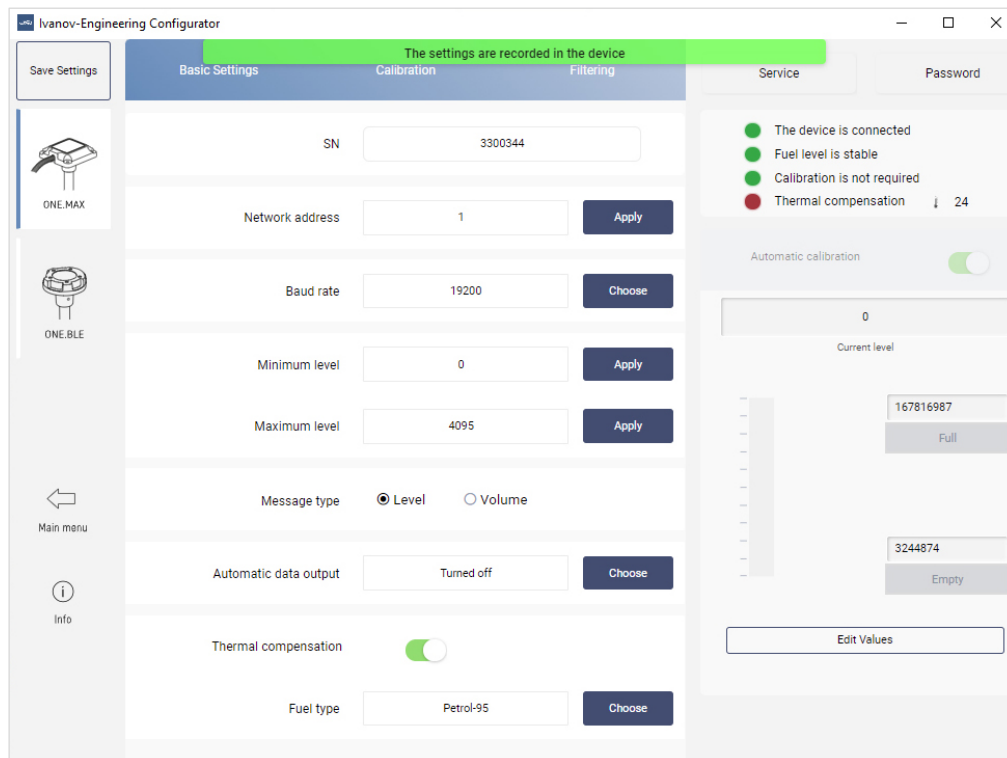 Ivanov-Engineering Configurator
The settings are recorded in the device
Save Settings
Basic Settings
Calibration
Filtering
Service
Password
ONE.MAX
ONE.BLE
Main menu
Info
SN
3300344
Network address
1
Apply
Baud rate
19200
Choose
Minimum level
0
Apply
Maximum level
4095
Apply
Message type
Level
Volume
Automatic data output
Turned off
Choose
Thermal compensation
Fuel type
Petrol-95
Choose
The device is connected
Fuel level is stable
Calibration is not required
Thermal compensation 24
Automatic calibration
0
Current level
167816987
Full
3244874
Empty
Edit Values